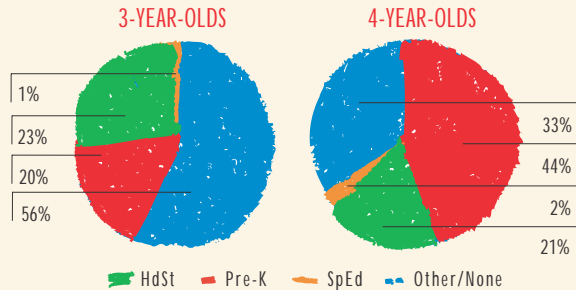 3-YEAR-OLDS
1%
23%
20%
56%
4-YEAR-OLDS
33%
44%
2%
21%
HdSt Pre-K SpEd Other/None